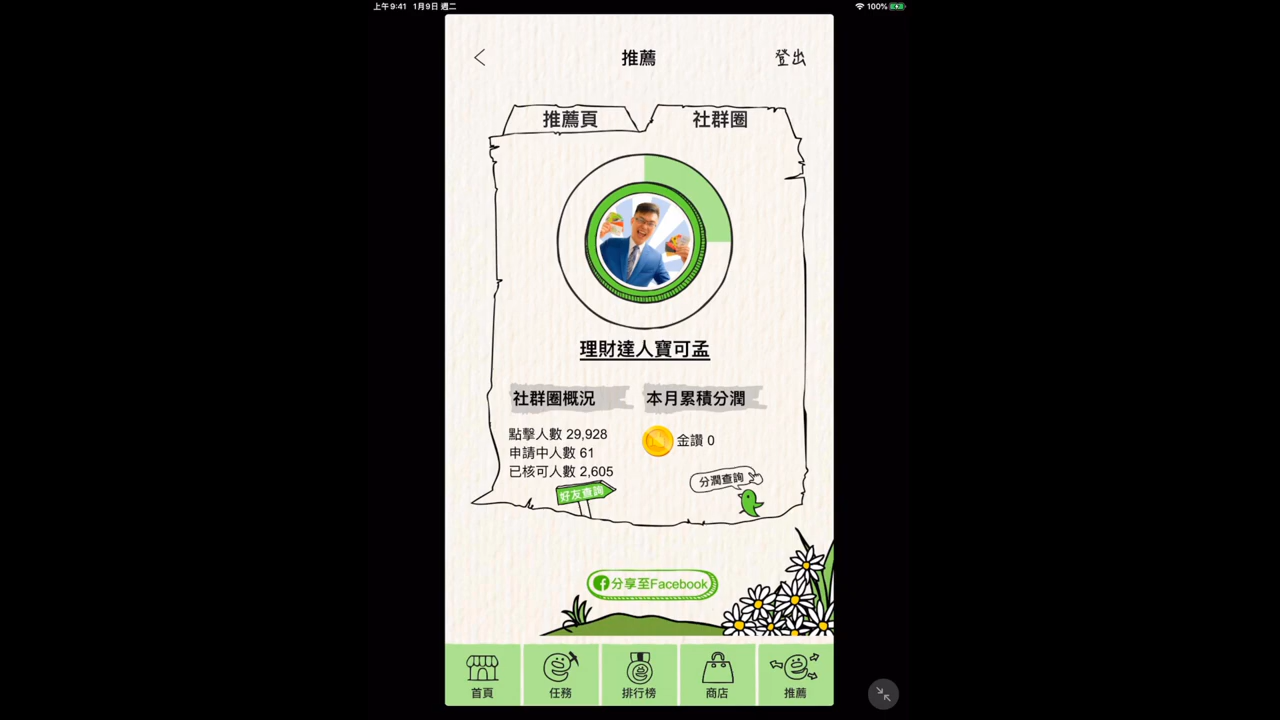 上午9:41 1月9日 週二
100%
推薦
登出
推薦頁
社群圈
理財達人寶可孟
社群圈概況
本月累積分潤
點擊人數 29,928
申請中人數 61
已核可人數 2,605
金讚 0
好友查詢
分潤查詢
分享至Facebook
首頁
任務
排行榜
商店
推薦